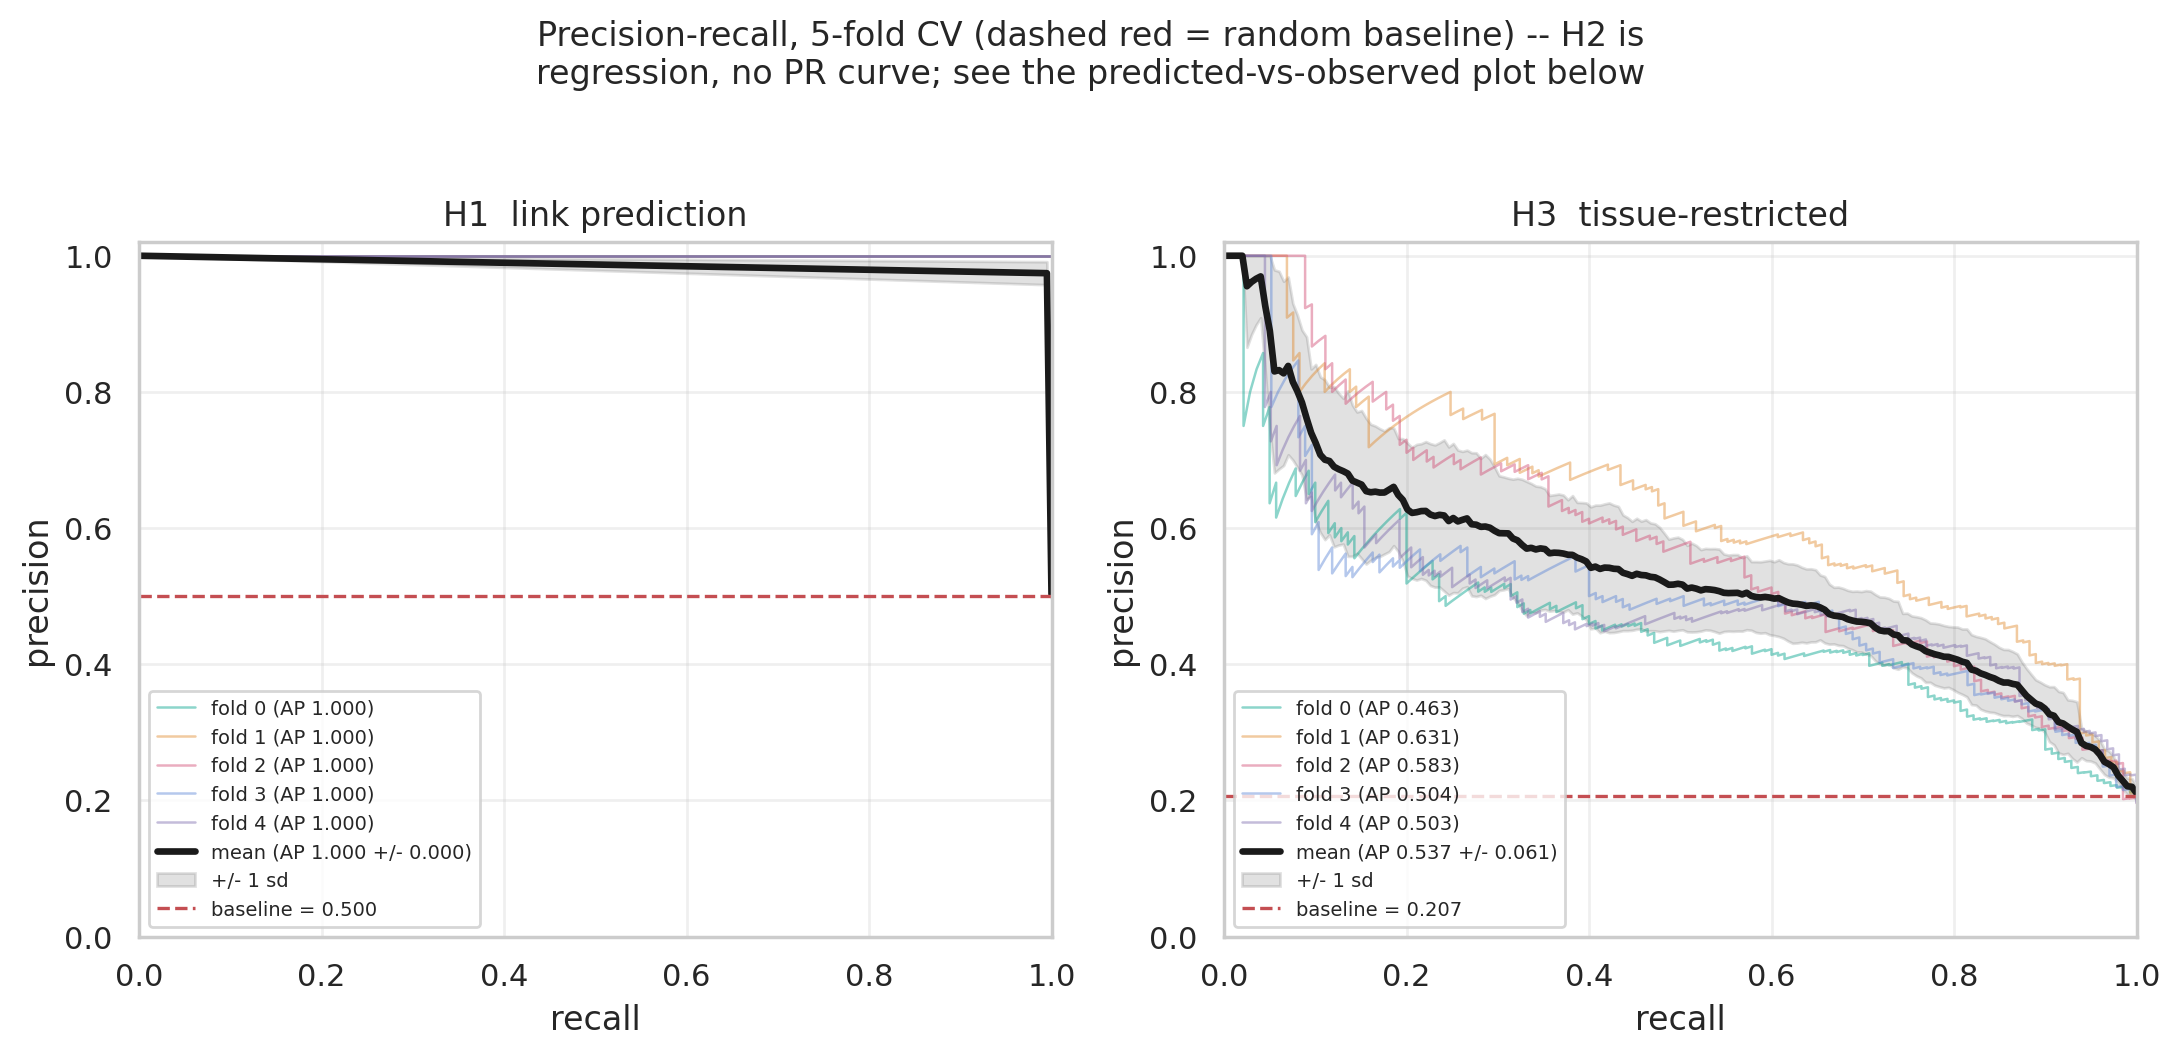 Precision-recall, 5-fold CV (dashed red = random baseline) -- H2 is
regression, no PR curve; see the predicted-vs-observed plot below
H1  link prediction
precision
1.0
0.8
0.6
0.4
0.2
0.0
fold 0 (AP 1.000)
fold 1 (AP 1.000)
fold 2 (AP 1.000)
fold 3 (AP 1.000)
fold 4 (AP 1.000)
mean (AP 1.000 +/- 0.000)
+/- 1 sd
baseline = 0.500
0.0 0.2 0.4 0.6 0.8 1.0
recall
H3  tissue-restricted
precision
1.0
0.8
0.6
0.4
0.2
0.0
fold 0 (AP 0.463)
fold 1 (AP 0.631)
fold 2 (AP 0.583)
fold 3 (AP 0.504)
fold 4 (AP 0.503)
mean (AP 0.537 +/- 0.061)
+/- 1 sd
baseline = 0.207
0.0 0.2 0.4 0.6 0.8 1.0
recall